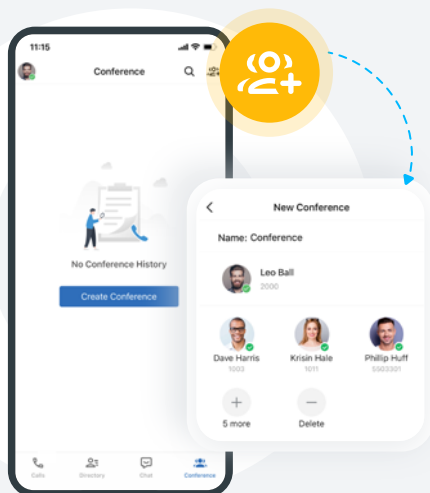 11:15
Conference
No Conference History
Create Conference
Calls
Directory
Chat
Conference
New Conference
Name: Conference
Leo Ball
2000
Dave Harris
Krisin Hale
Phillip Huff
1003
1011
5503301
5 more
Delete